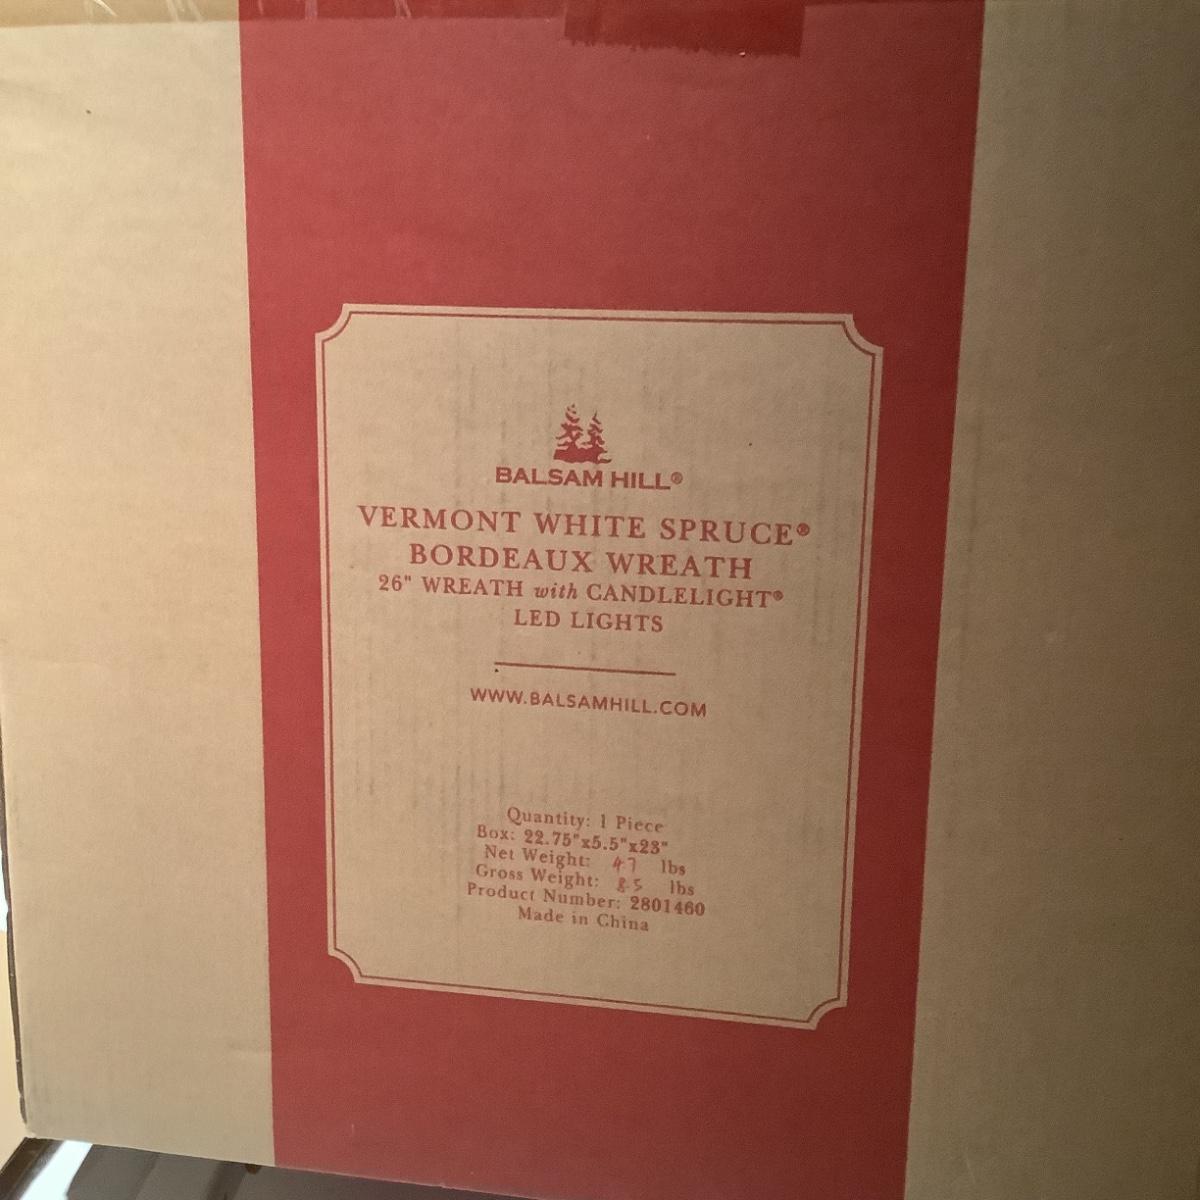 BALSAM HILL®
VERMONT WHITE SPRUCE®
BORDEAUX WREATH
26" WREATH with CANDLELIGHT®
LED LIGHTS
WWW.BALSAMHILL.COM
Quantity: 1 Piece
Box: 22.75"x5.5"x23"
Net Weight: 4.7 lbs
Gross Weight: 8.5 lbs
Product Number: 2801460
Made in China